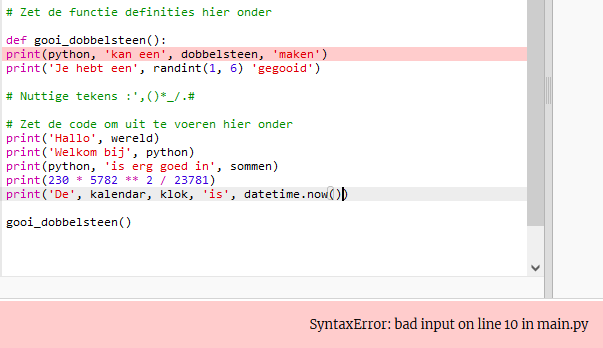 # Zet de functie definities hier onder
def gooi_dobbelsteen():
print(python, 'kan een', dobbelsteen, 'maken')
print('Je hebt een', randint(1, 6) 'gegooid')
# Nuttige tekens :',()*_/.#
# Zet de code om uit te voeren hier onder
print('Hallo', wereld)
print('Welkom bij', python)
print(python, 'is erg goed in', sommen)
print(230 * 5782 ** 2 / 23781)
print('De', kalendar, klok, 'is', datetime.now())
gooi_dobbelsteen()
SyntaxError: bad input on line 10 in main.py